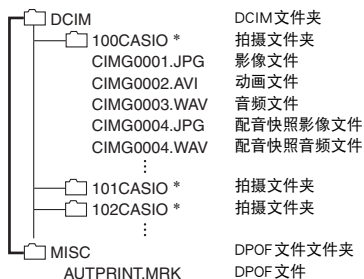 DCIM DCIM文件夹
100CASIO * 拍摄文件夹
CIMG0001.JPG 影像文件
CIMG0002.AVI 动画文件
CIMG0003.WAV 音频文件
CIMG0004.JPG 配音快照影像文件
CIMG0004.WAV 配音快照音频文件
⋮
101CASIO * 拍摄文件夹
102CASIO * 拍摄文件夹
⋮
MISC DPOF文件文件夹
AUTPRINT.MRK DPOF文件